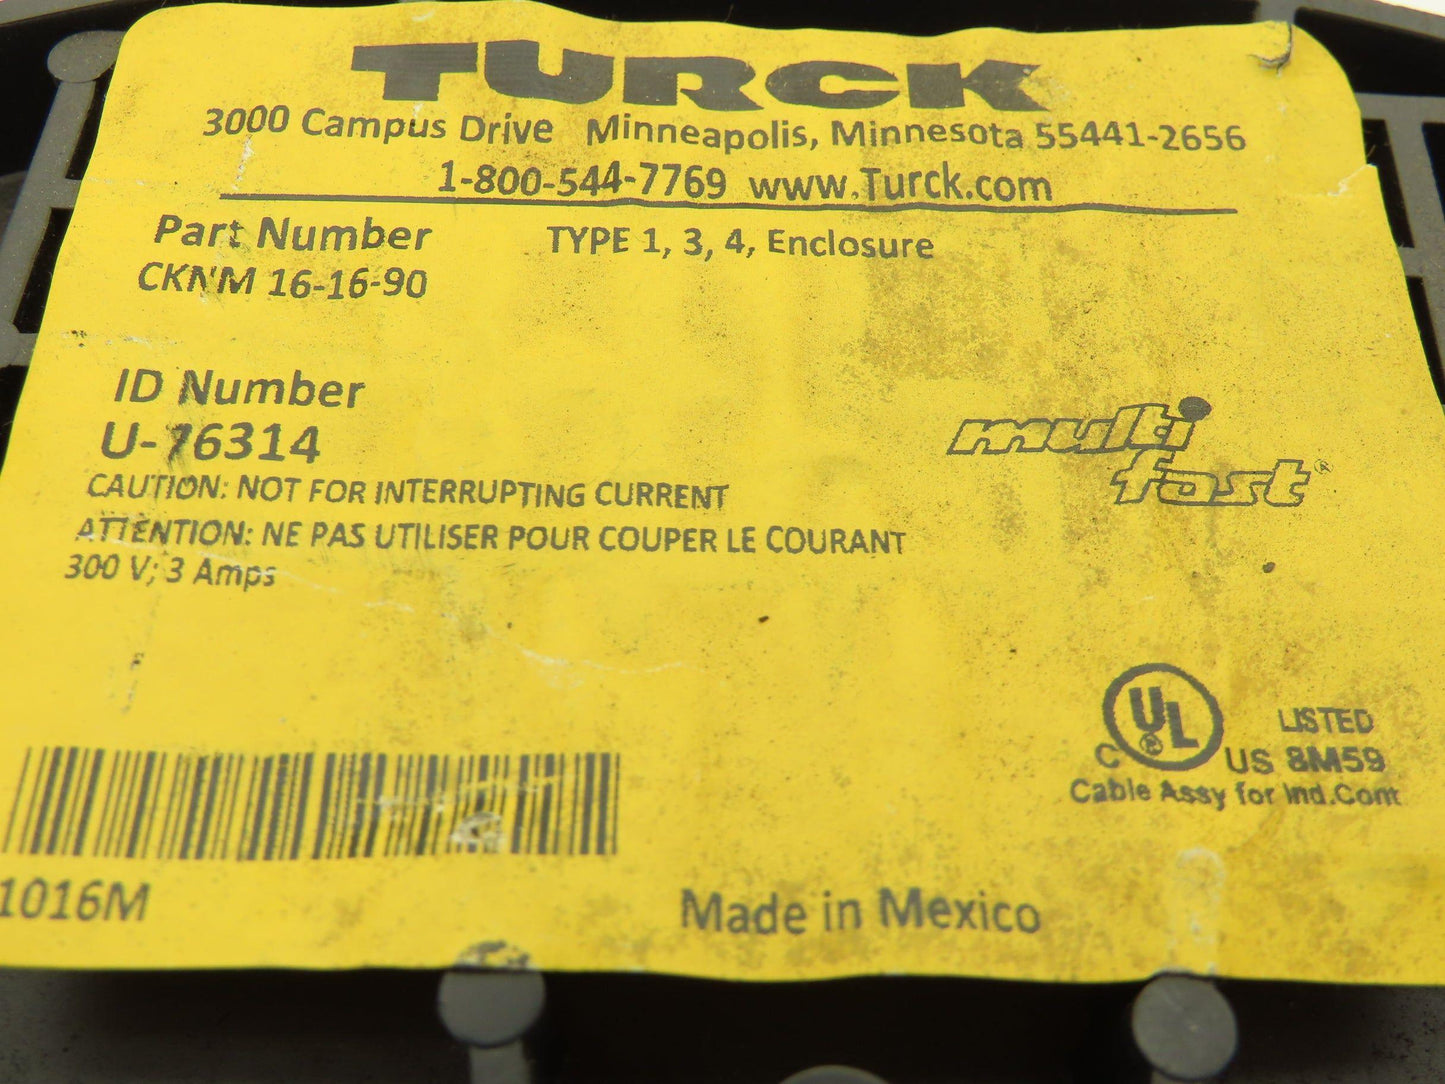 TURCK
3000 Campus Drive Minneapolis, Minnesota 55441-2656
1-800-544-7769 www.Turck.com
Part Number
TYPE 1, 3, 4, Enclosure
CKNM 16-16-90
ID Number
U-76314
multi
fast®
CAUTION: NOT FOR INTERRUPTING CURRENT
ATTENTION: NE PAS UTILISER POUR COUPER LE COURANT
300 V; 3 Amps
C UL® US LISTED
8M59
Cable Assy for Ind.Cont
1016M
Made in Mexico